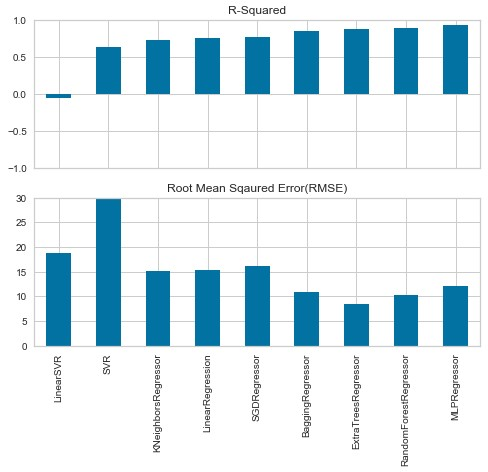 R-Squared
1.0
0.5
0.0
−0.5
−1.0
Root Mean Sqaured Error(RMSE)
30
25
20
15
10
5
0
LinearSVR
SVR
KNeighborsRegressor
LinearRegression
SGDRegressor
BaggingRegressor
ExtraTreesRegressor
RandomForestRegressor
MLPRegressor